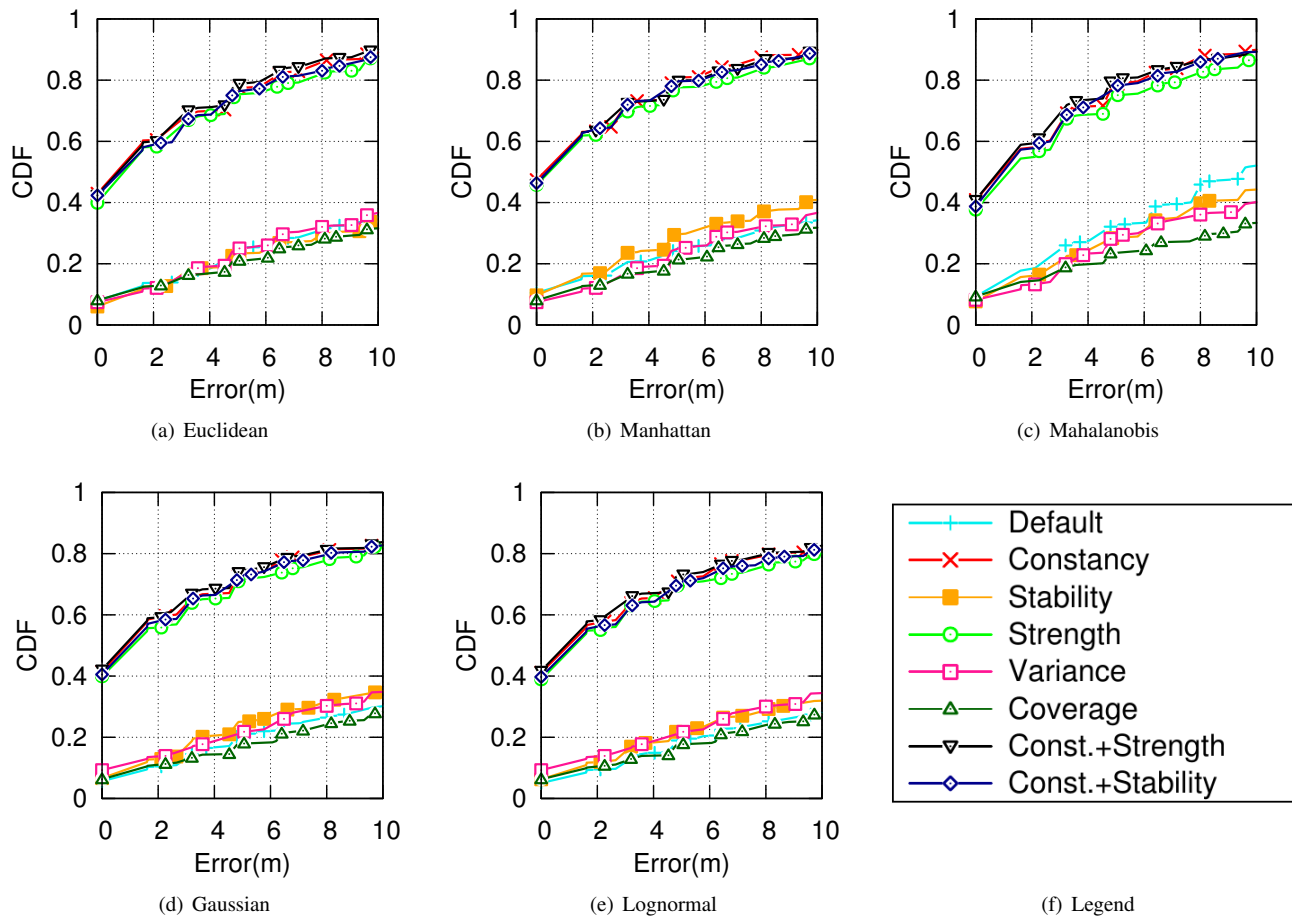 1
0.8
0.6
0.4
0.2
0
CDF
0 2 4 6 8 10
Error(m)
(a) Euclidean
1
0.8
0.6
0.4
0.2
0
CDF
0 2 4 6 8 10
Error(m)
(b) Manhattan
1
0.8
0.6
0.4
0.2
0
CDF
0 2 4 6 8 10
Error(m)
(c) Mahalanobis
1
0.8
0.6
0.4
0.2
0
CDF
0 2 4 6 8 10
Error(m)
(d) Gaussian
1
0.8
0.6
0.4
0.2
0
CDF
0 2 4 6 8 10
Error(m)
(e) Lognormal
Default
Constancy
Stability
Strength
Variance
Coverage
Const.+Strength
Const.+Stability
(f) Legend